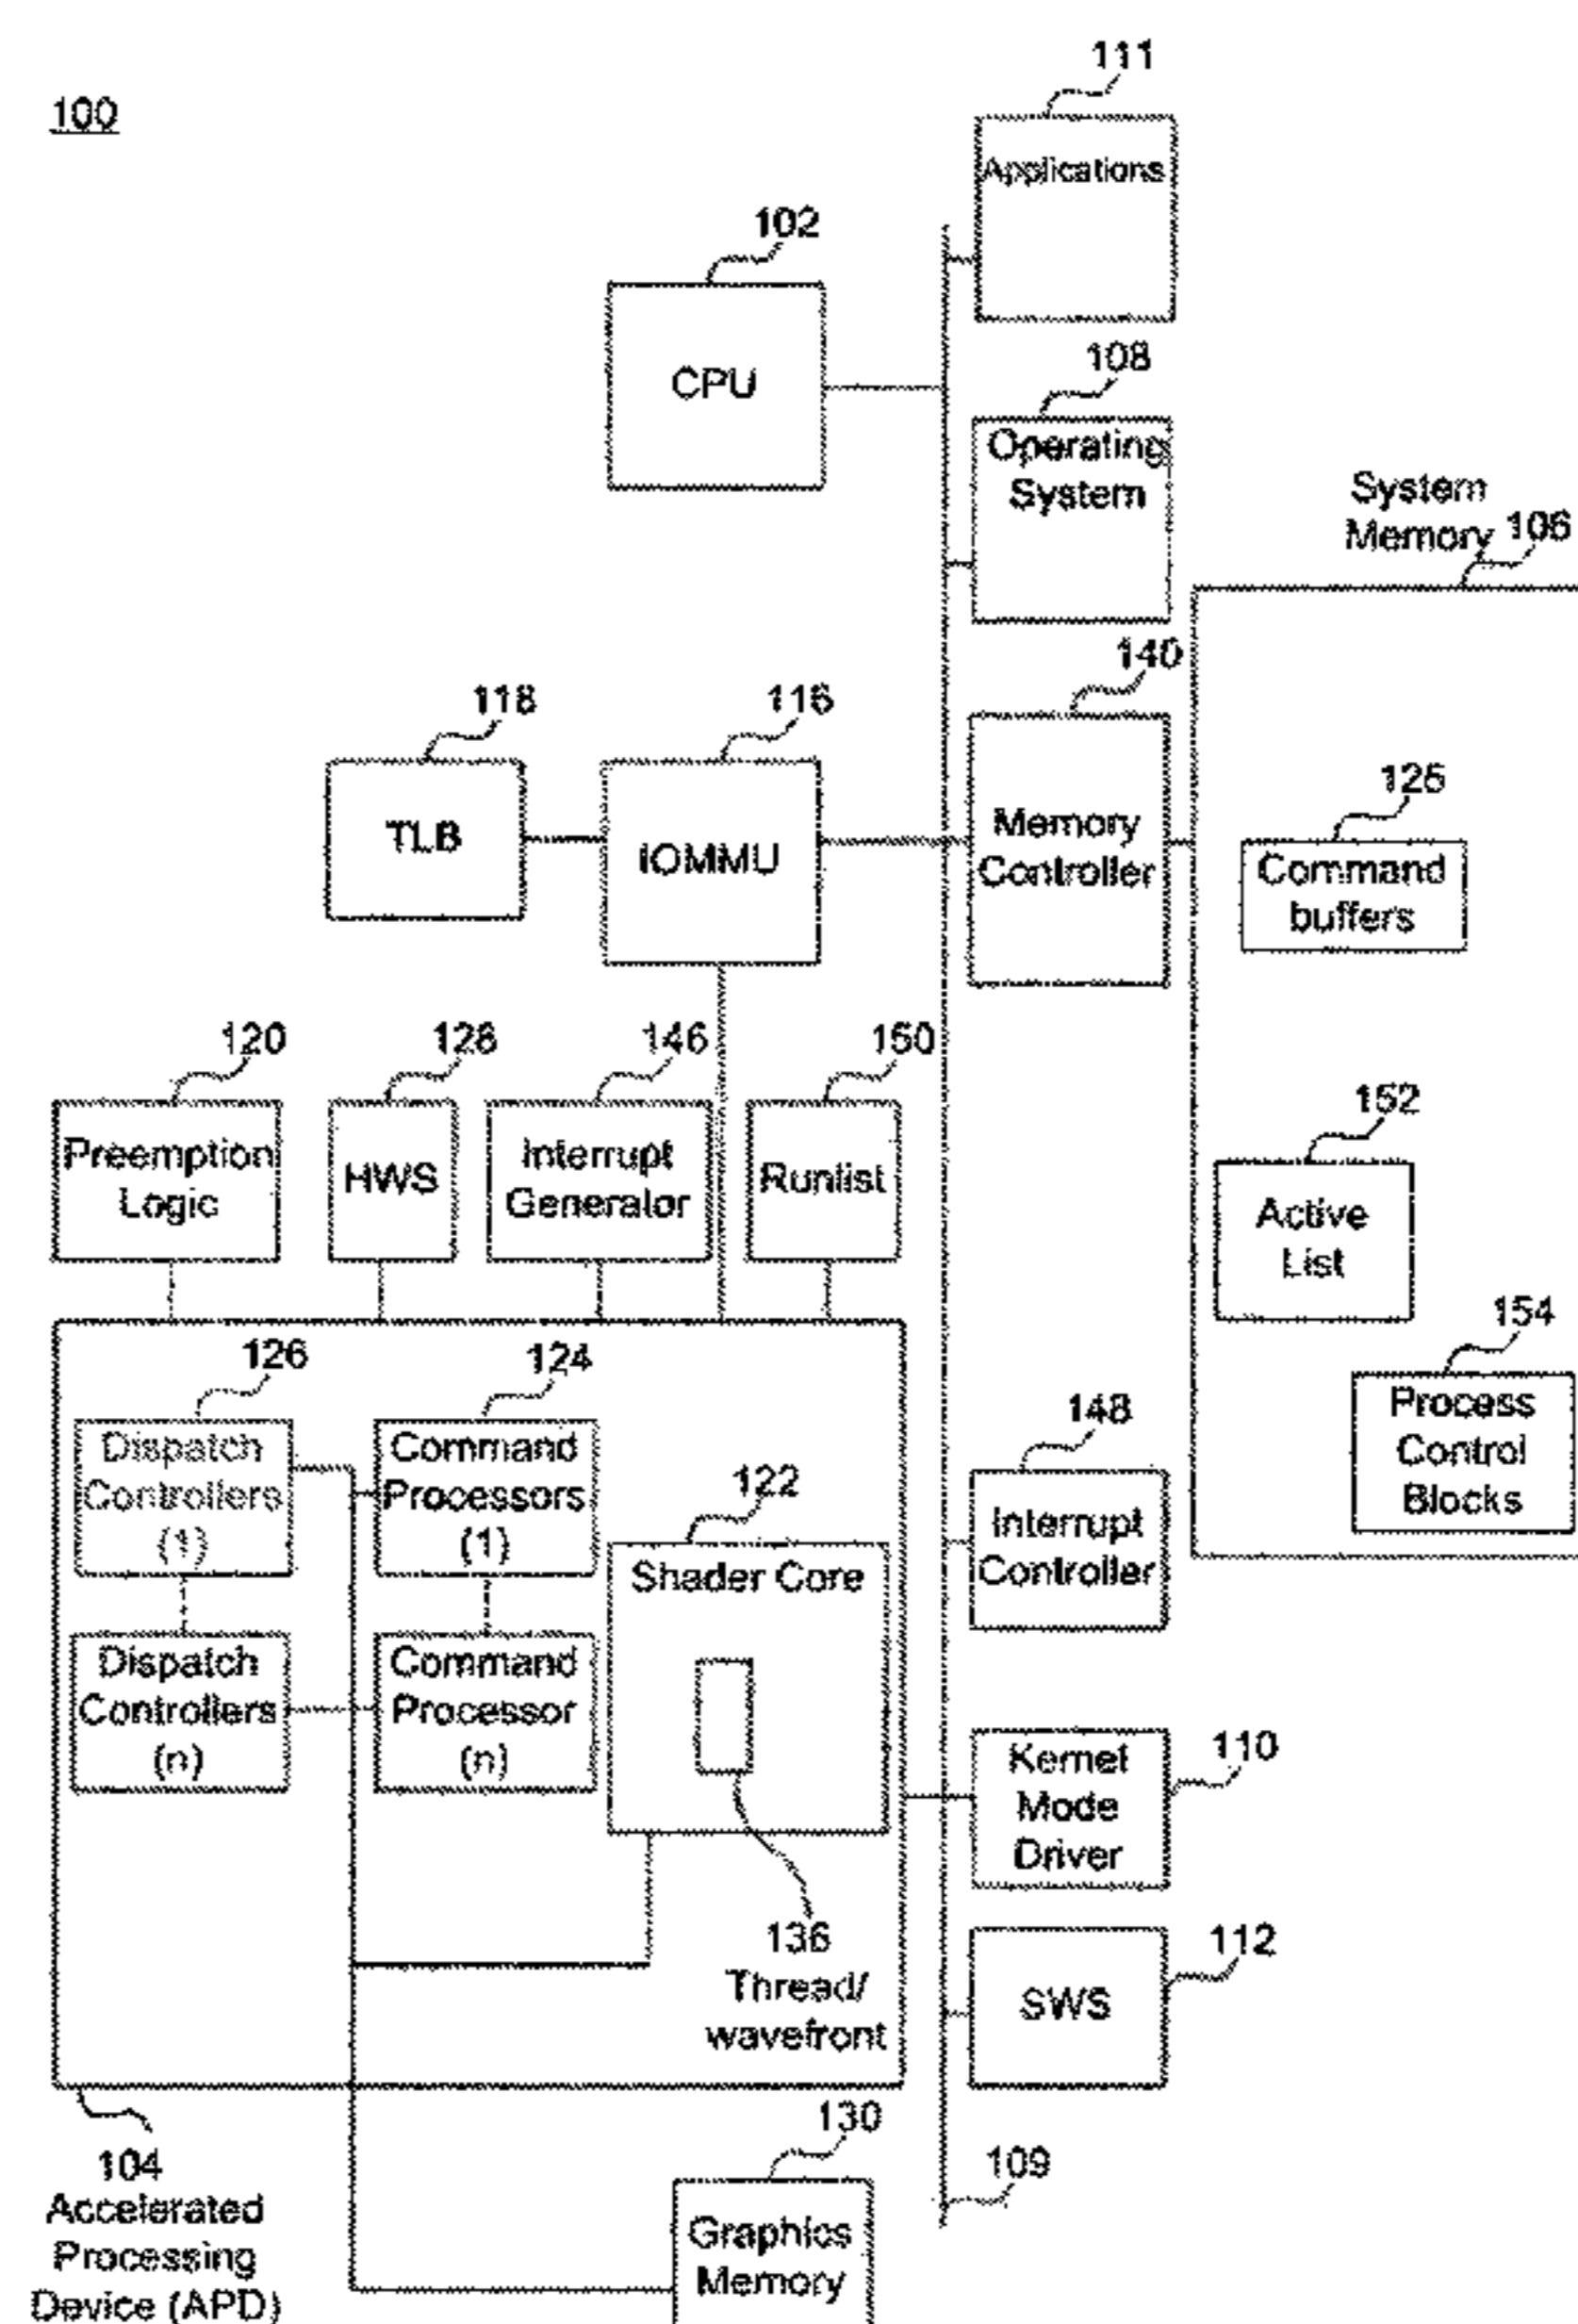 100
111
Applications
102
CPU
108
Operating
System
System
Memory 106
140
Memory
Controller
118
TLB
116
IOMMU
125
Command
buffers
120
Preemption
Logic
128
HWS
146
Interrupt
Generator
150
Runlist
152
Active
List
154
Process
Control
Blocks
126
Dispatch
Controllers
(1)
124
Command
Processors
(1)
122
Shader Core
148
Interrupt
Controller
Dispatch
Controllers
(n)
Command
Processor
(n)
Kernel
Mode
Driver
110
136
Thread/
wavefront
SWS
112
104
Accelerated
Processing
Device (APD)
130
Graphics
Memory
109